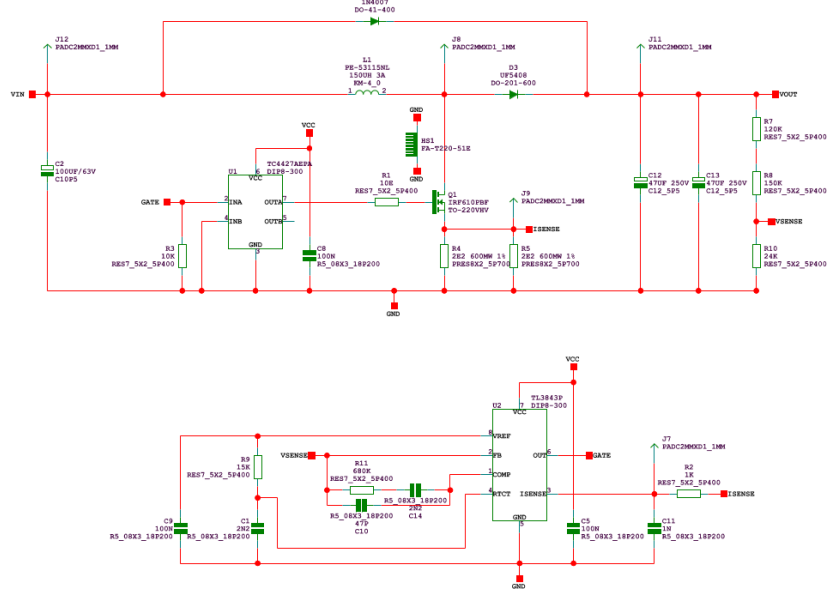 1N4007
DO-41-400
J12
PADC2MMXD1_1MM
L1
PE-53115NL
150UH 3A
KM-4_0
1
2
J8
PADC2MMXD1_1MM
D3
UF5408
DO-201-600
J11
PADC2MMXD1_1MM
VIN
VOUT
GND
HS1
FA-T220-51E
GND
R7
120K
RES7_5X2_5P400
VCC
C2
100UF/63V
C10P5
U1
TC4427AEPA
DIP8-300
6
VCC
GATE
2
INA
OUTA
7
4
INB
OUTB
5
GND
3
R1
10E
RES7_5X2_5P400
Q1
IRF610PBF
TO-220VHV
J9
PADC2MMXD1_1MM
ISENSE
C12
47UF 250V
C12_5P5
C13
47UF 250V
C12_5P5
R8
150K
RES7_5X2_5P400
VSENSE
R3
10K
RES7_5X2_5P400
C8
100N
R5_08X3_18P200
R4
2E2 600MW 1%
PRES8X2_5P700
R5
2E2 600MW 1%
PRES8X2_5P700
R10
24K
RES7_5X2_5P400
GND
VCC
U2
TL3843P
DIP8-300
7
VCC
8
VREF
2
FB
OUT
6
GATE
1
COMP
4
RTCT
ISENSE
3
GND
5
J7
PADC2MMXD1_1MM
R9
15K
RES7_5X2_5P400
VSENSE
R11
680K
RES7_5X2_5P400
R5_08X3_18P200
2N2
C14
R5_08X3_18P200
47P
C10
R2
1K
RES7_5X2_5P400
ISENSE
C9
100N
R5_08X3_18P200
C1
2N2
R5_08X3_18P200
C5
100N
R5_08X3_18P200
C11
1N
R5_08X3_18P200
GND